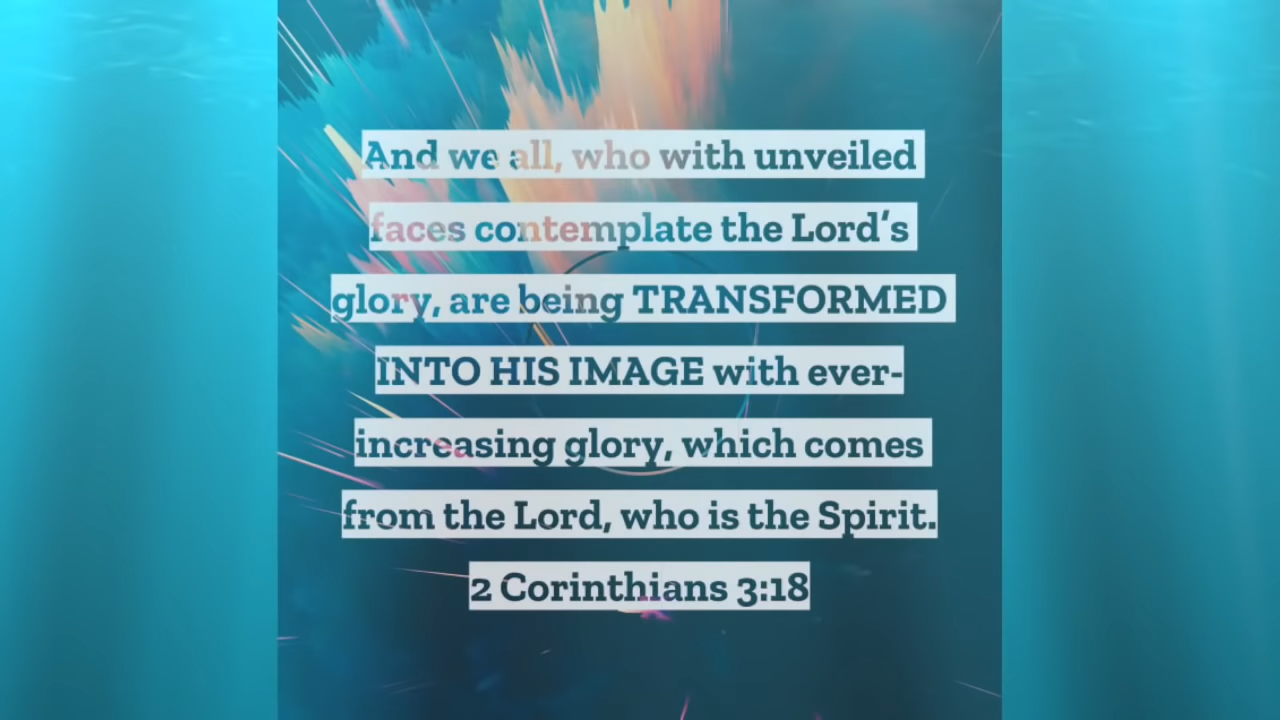 And we all, who with unveiled
faces contemplate the Lord's
glory, are being TRANSFORMED
INTO HIS IMAGE with ever-
increasing glory, which comes
from the Lord, who is the Spirit.
2 Corinthians 3:18